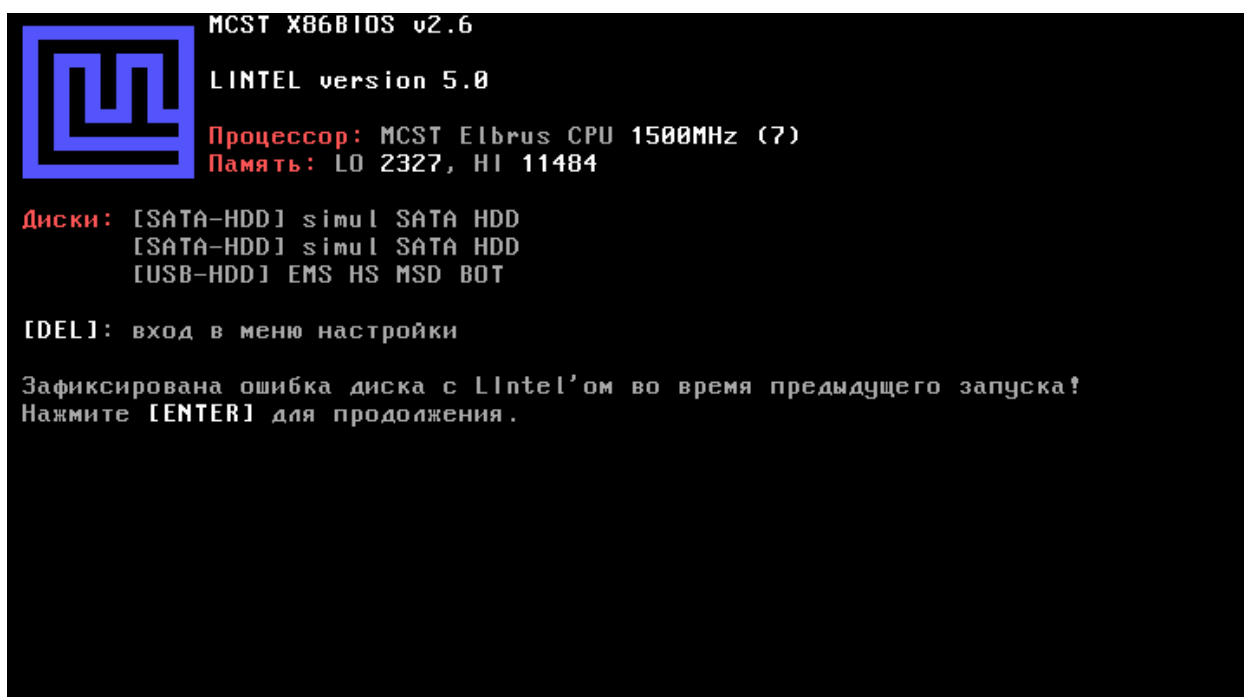 MCST X86BIOS v2.6
LINTEL version 5.0
Процессор: MCST Elbrus CPU 1500MHz (7)
Память: LO 2327, HI 11484
Диски: [SATA-HDD] simul SATA HDD
[SATA-HDD] simul SATA HDD
[USB-HDD] EMS HS MSD BOT
[DEL]: вход в меню настройки
Зафиксирована ошибка диска с LIntel'ом во время предыдущего запуска!
Нажмите [ENTER] для продолжения.